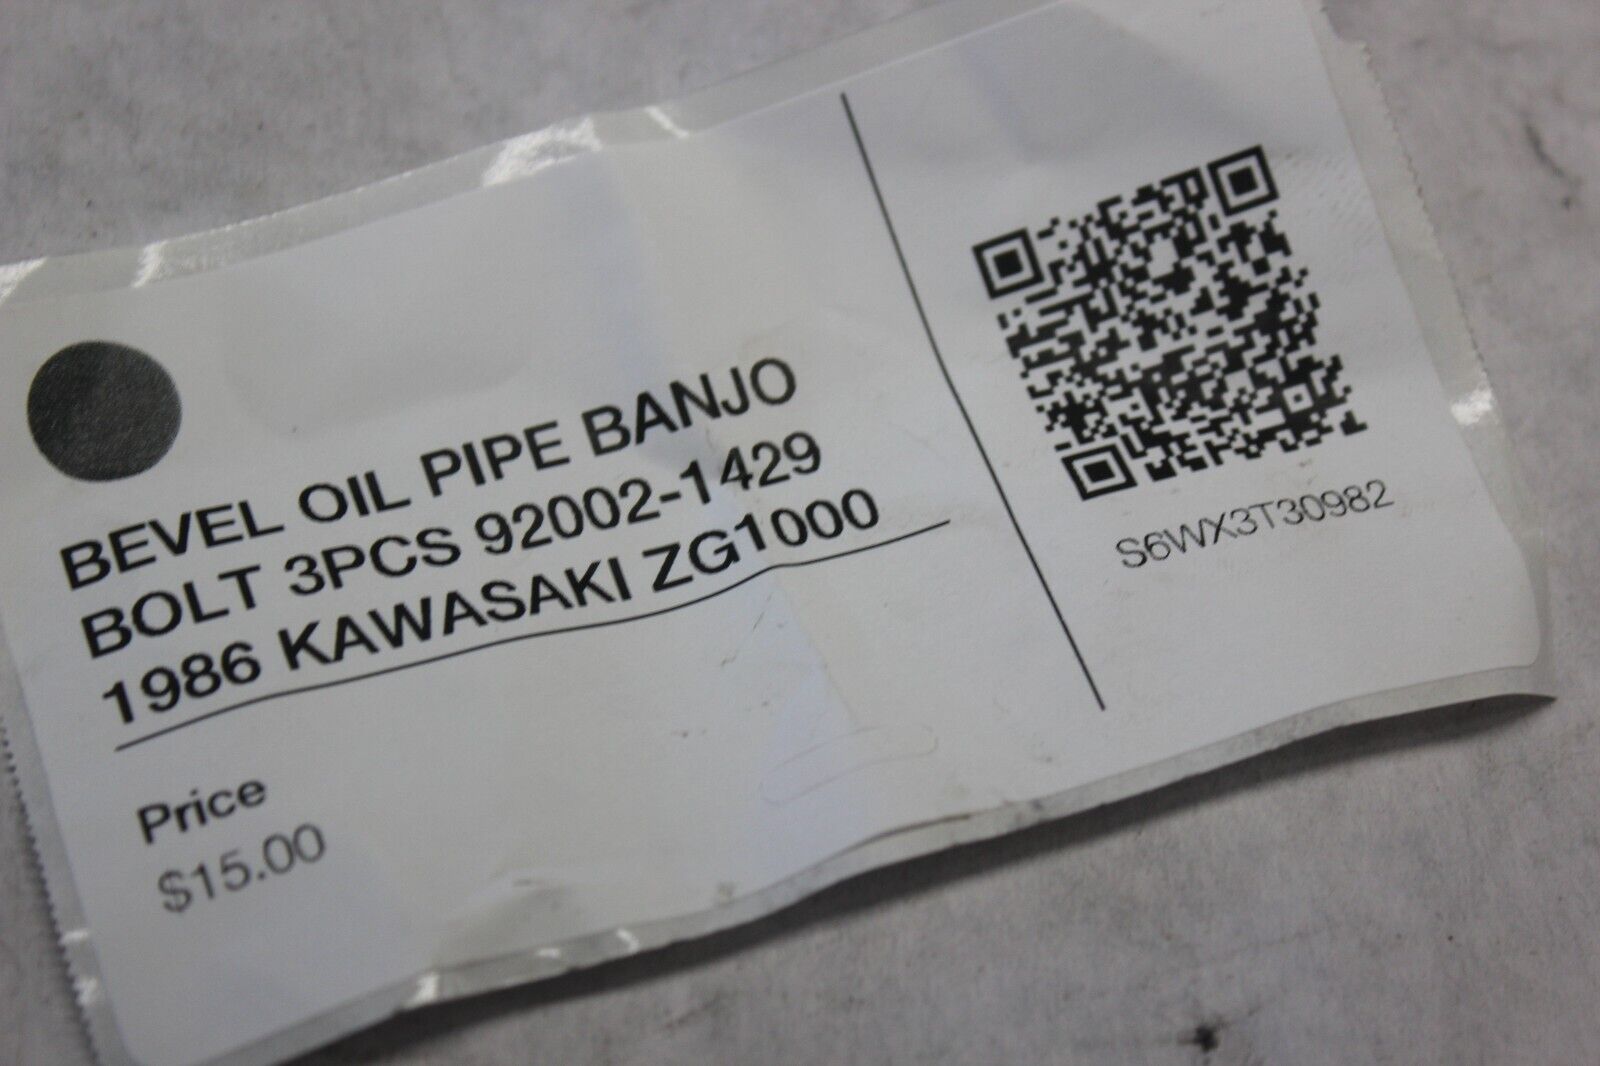 BEVEL OIL PIPE BANJO
BOLT 3PCS 92002-1429
1986 KAWASAKI ZG1000
Price
$15.00
S6WX3T30982